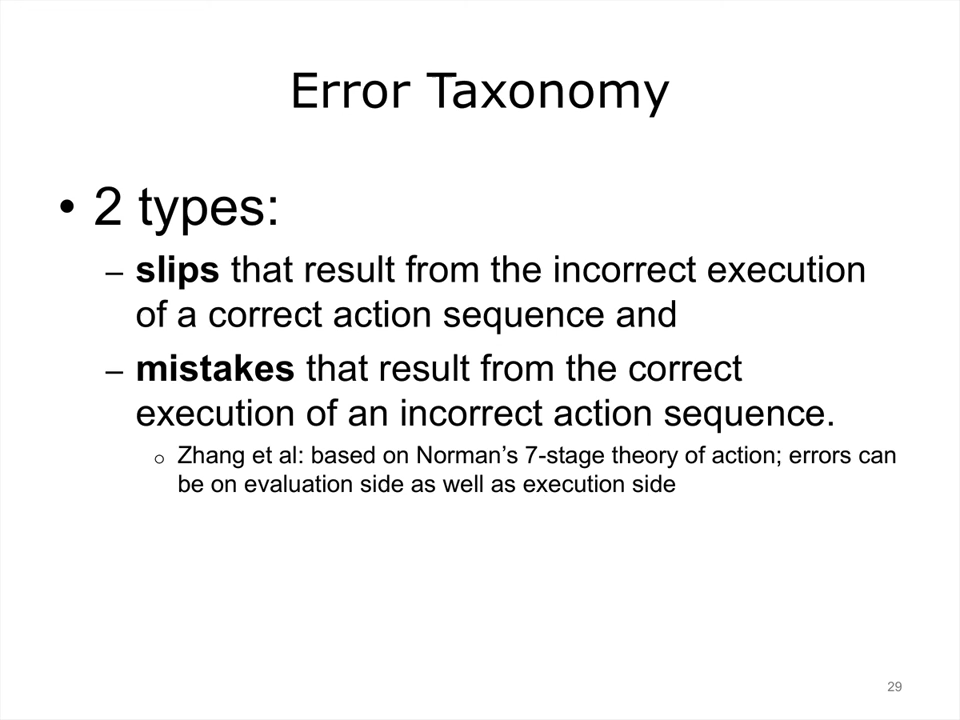 Error Taxonomy
• 2 types:
– slips that result from the incorrect execution
of a correct action sequence and
– mistakes that result from the correct
execution of an incorrect action sequence.
o Zhang et al: based on Norman’s 7-stage theory of action; errors can
be on evaluation side as well as execution side
29